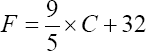 F = 9/5 × C + 32